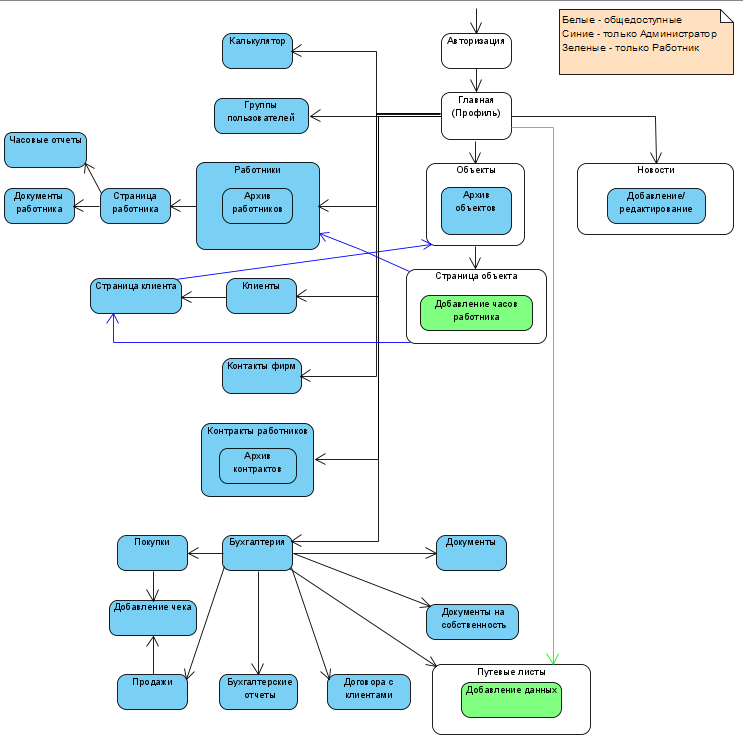 Белые - общедоступные
Синие - только Администратор
Зеленые - только Работник
Авторизация
Калькулятор
Главная
(Профиль)
Группы
пользователей
Часовые отчеты
Работники
Архив
работников
Объекты
Архив
объектов
Новости
Добавление/
редактирование
Документы
работника
Страница
работника
Страница объекта
Добавление часов
работника
Страница клиента
Клиенты
Контакты фирм
Контракты работников
Архив
контрактов
Покупки
Бухгалтерия
Документы
Добавление чека
Документы на
собственность
Продажи
Бухгалтерские
отчеты
Договора с
клиентами
Путевые листы
Добавление данных